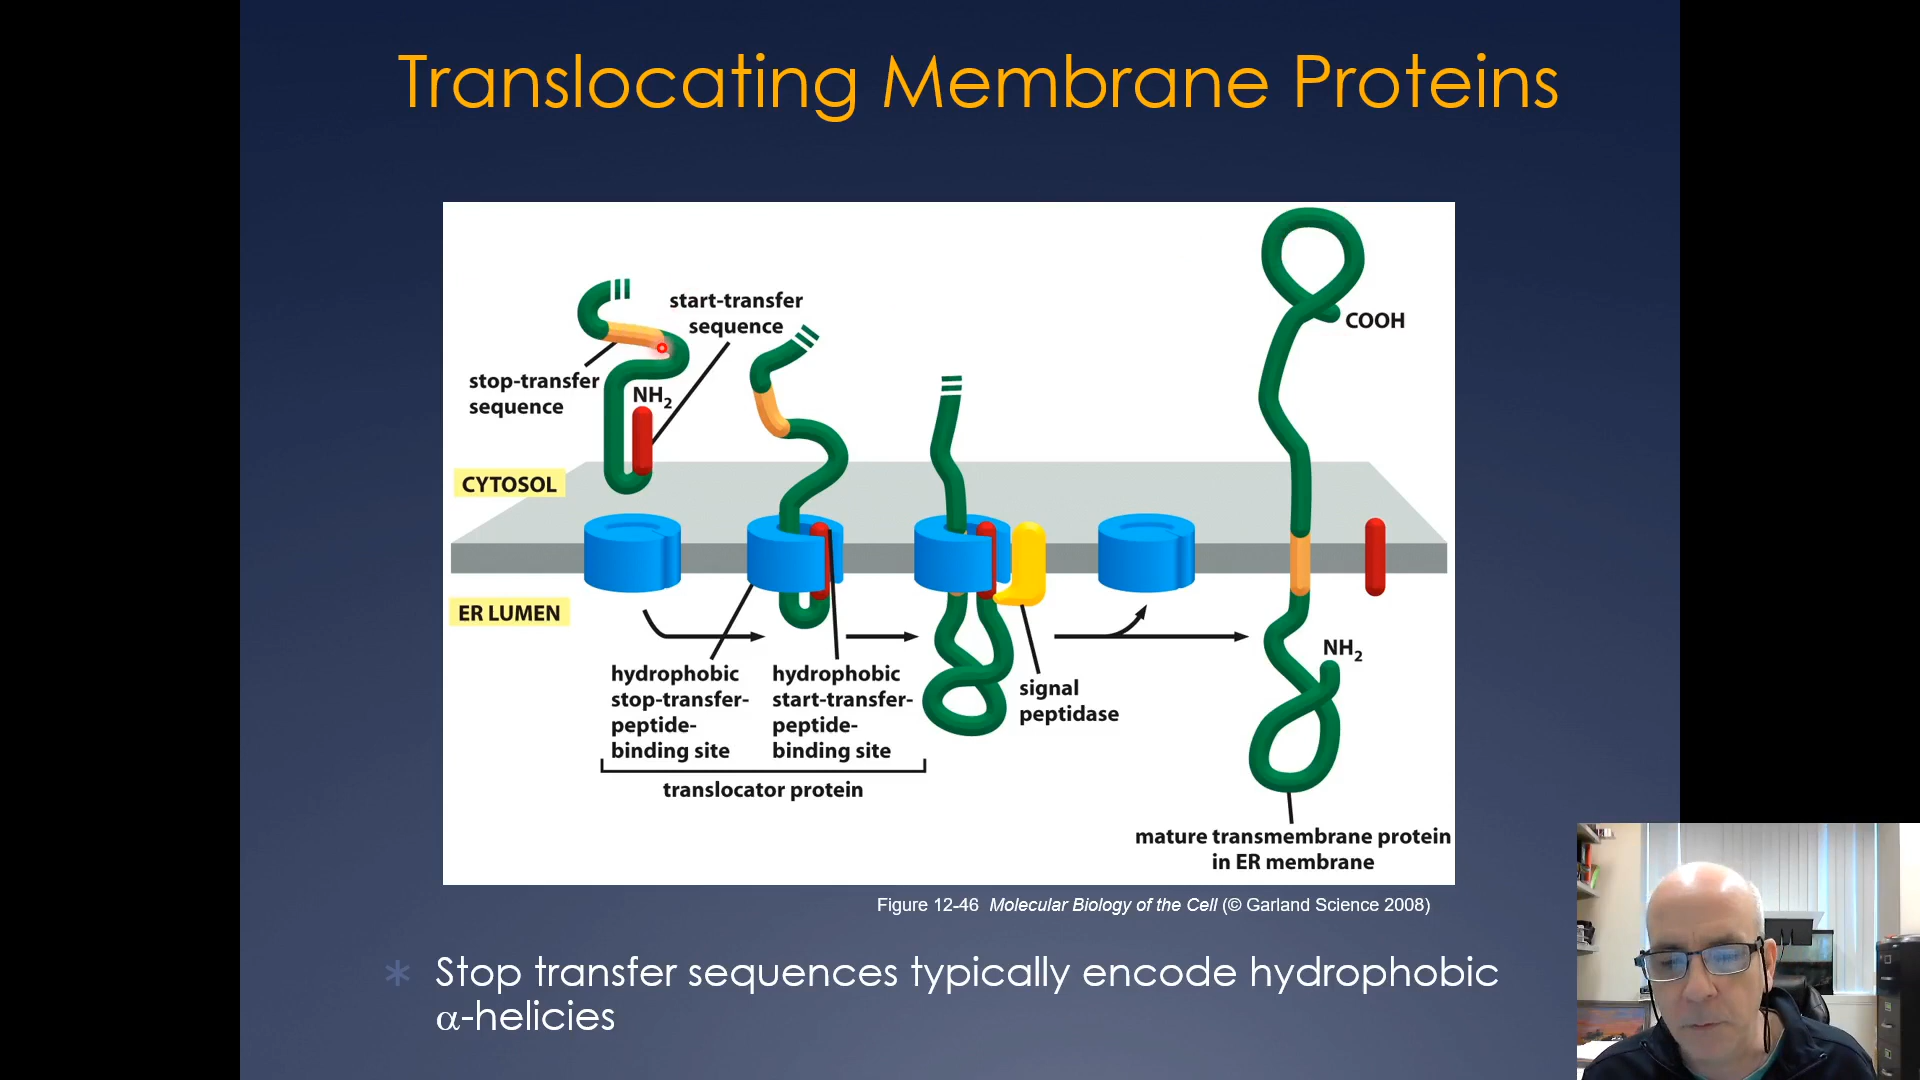 Translocating Membrane Proteins
start-transfer
sequence
stop-transfer
sequence
NH2
COOH
CYTOSOL
ER LUMEN
NH2
hydrophobic
stop-transfer-
peptide-
binding site
hydrophobic
start-transfer-
peptide-
binding site
signal
peptidase
translocator protein
mature transmembrane protein
in ER membrane
Figure 12-46 Molecular Biology of the Cell (© Garland Science 2008)
* Stop transfer sequences typically encode hydrophobic
α-helicies